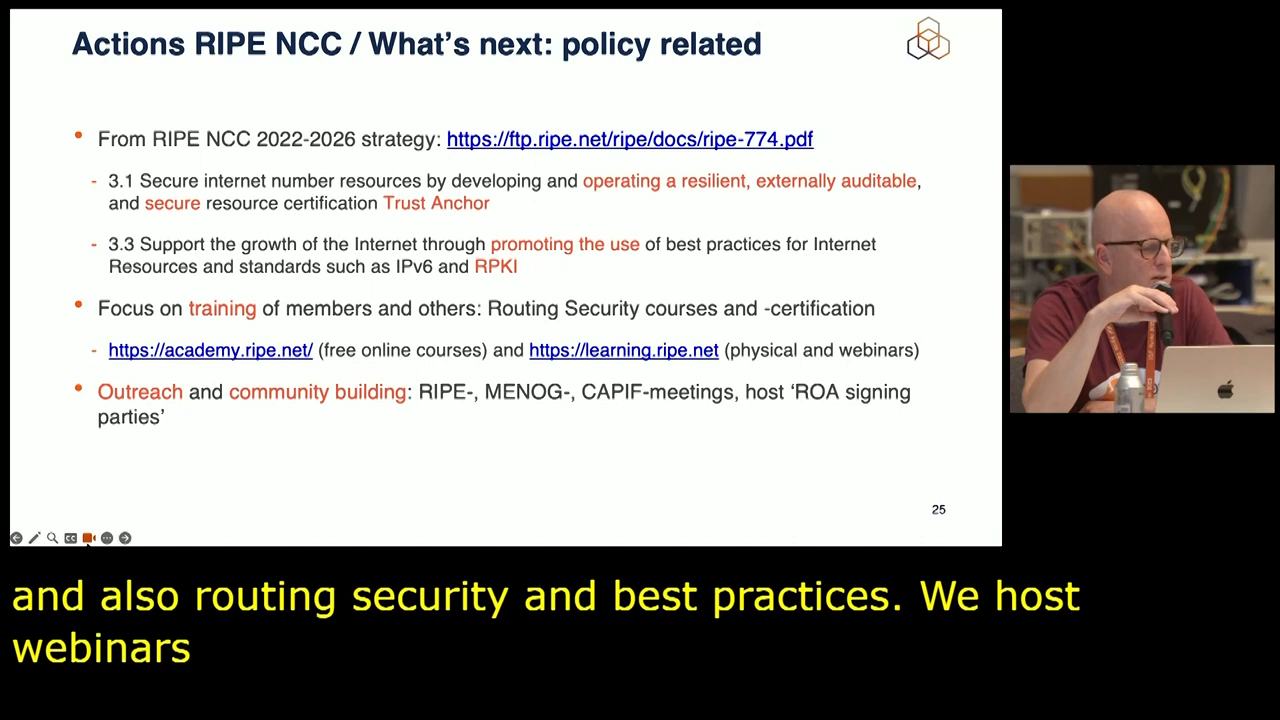 Actions RIPE NCC / What's next: policy related
• From RIPE NCC 2022-2026 strategy: https://ftp.ripe.net/ripe/docs/ripe-774.pdf
- 3.1 Secure internet number resources by developing and operating a resilient, externally auditable,
and secure resource certification Trust Anchor
- 3.3 Support the growth of the Internet through promoting the use of best practices for Internet
Resources and standards such as IPv6 and RPKI
• Focus on training of members and others: Routing Security courses and -certification
- https://academy.ripe.net/ (free online courses) and https://learning.ripe.net (physical and webinars)
• Outreach and community building: RIPE-, MENOG-, CAPIF-meetings, host ‘ROA signing
parties’
25
and also routing security and best practices. We host
webinars